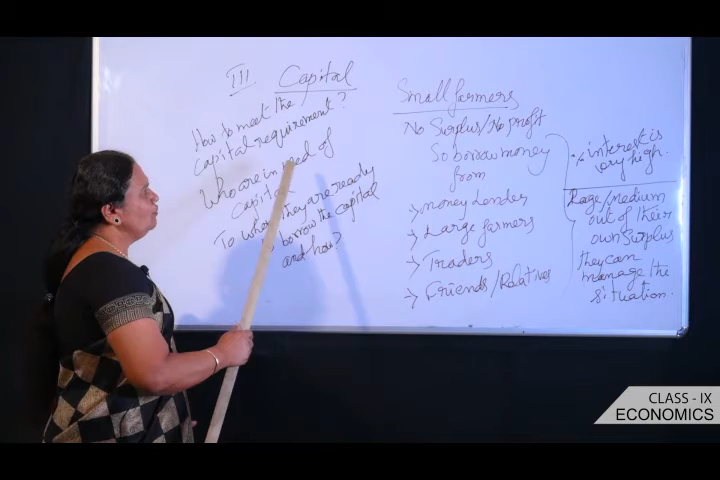 III. Capital
How to meet the
capital requirement?
Who are in need of
capital
To whom they are ready
to borrow the capital
and how?
Small farmers
No Surplus/No profit
So borrow money
from
→ money Lender
→ Large farmers
→ Traders
→ Friends/Relatives
interest is
very high.
Lage/medium
out of their
own Surplus
they can
manage the
situation.
CLASS - IX
ECONOMICS